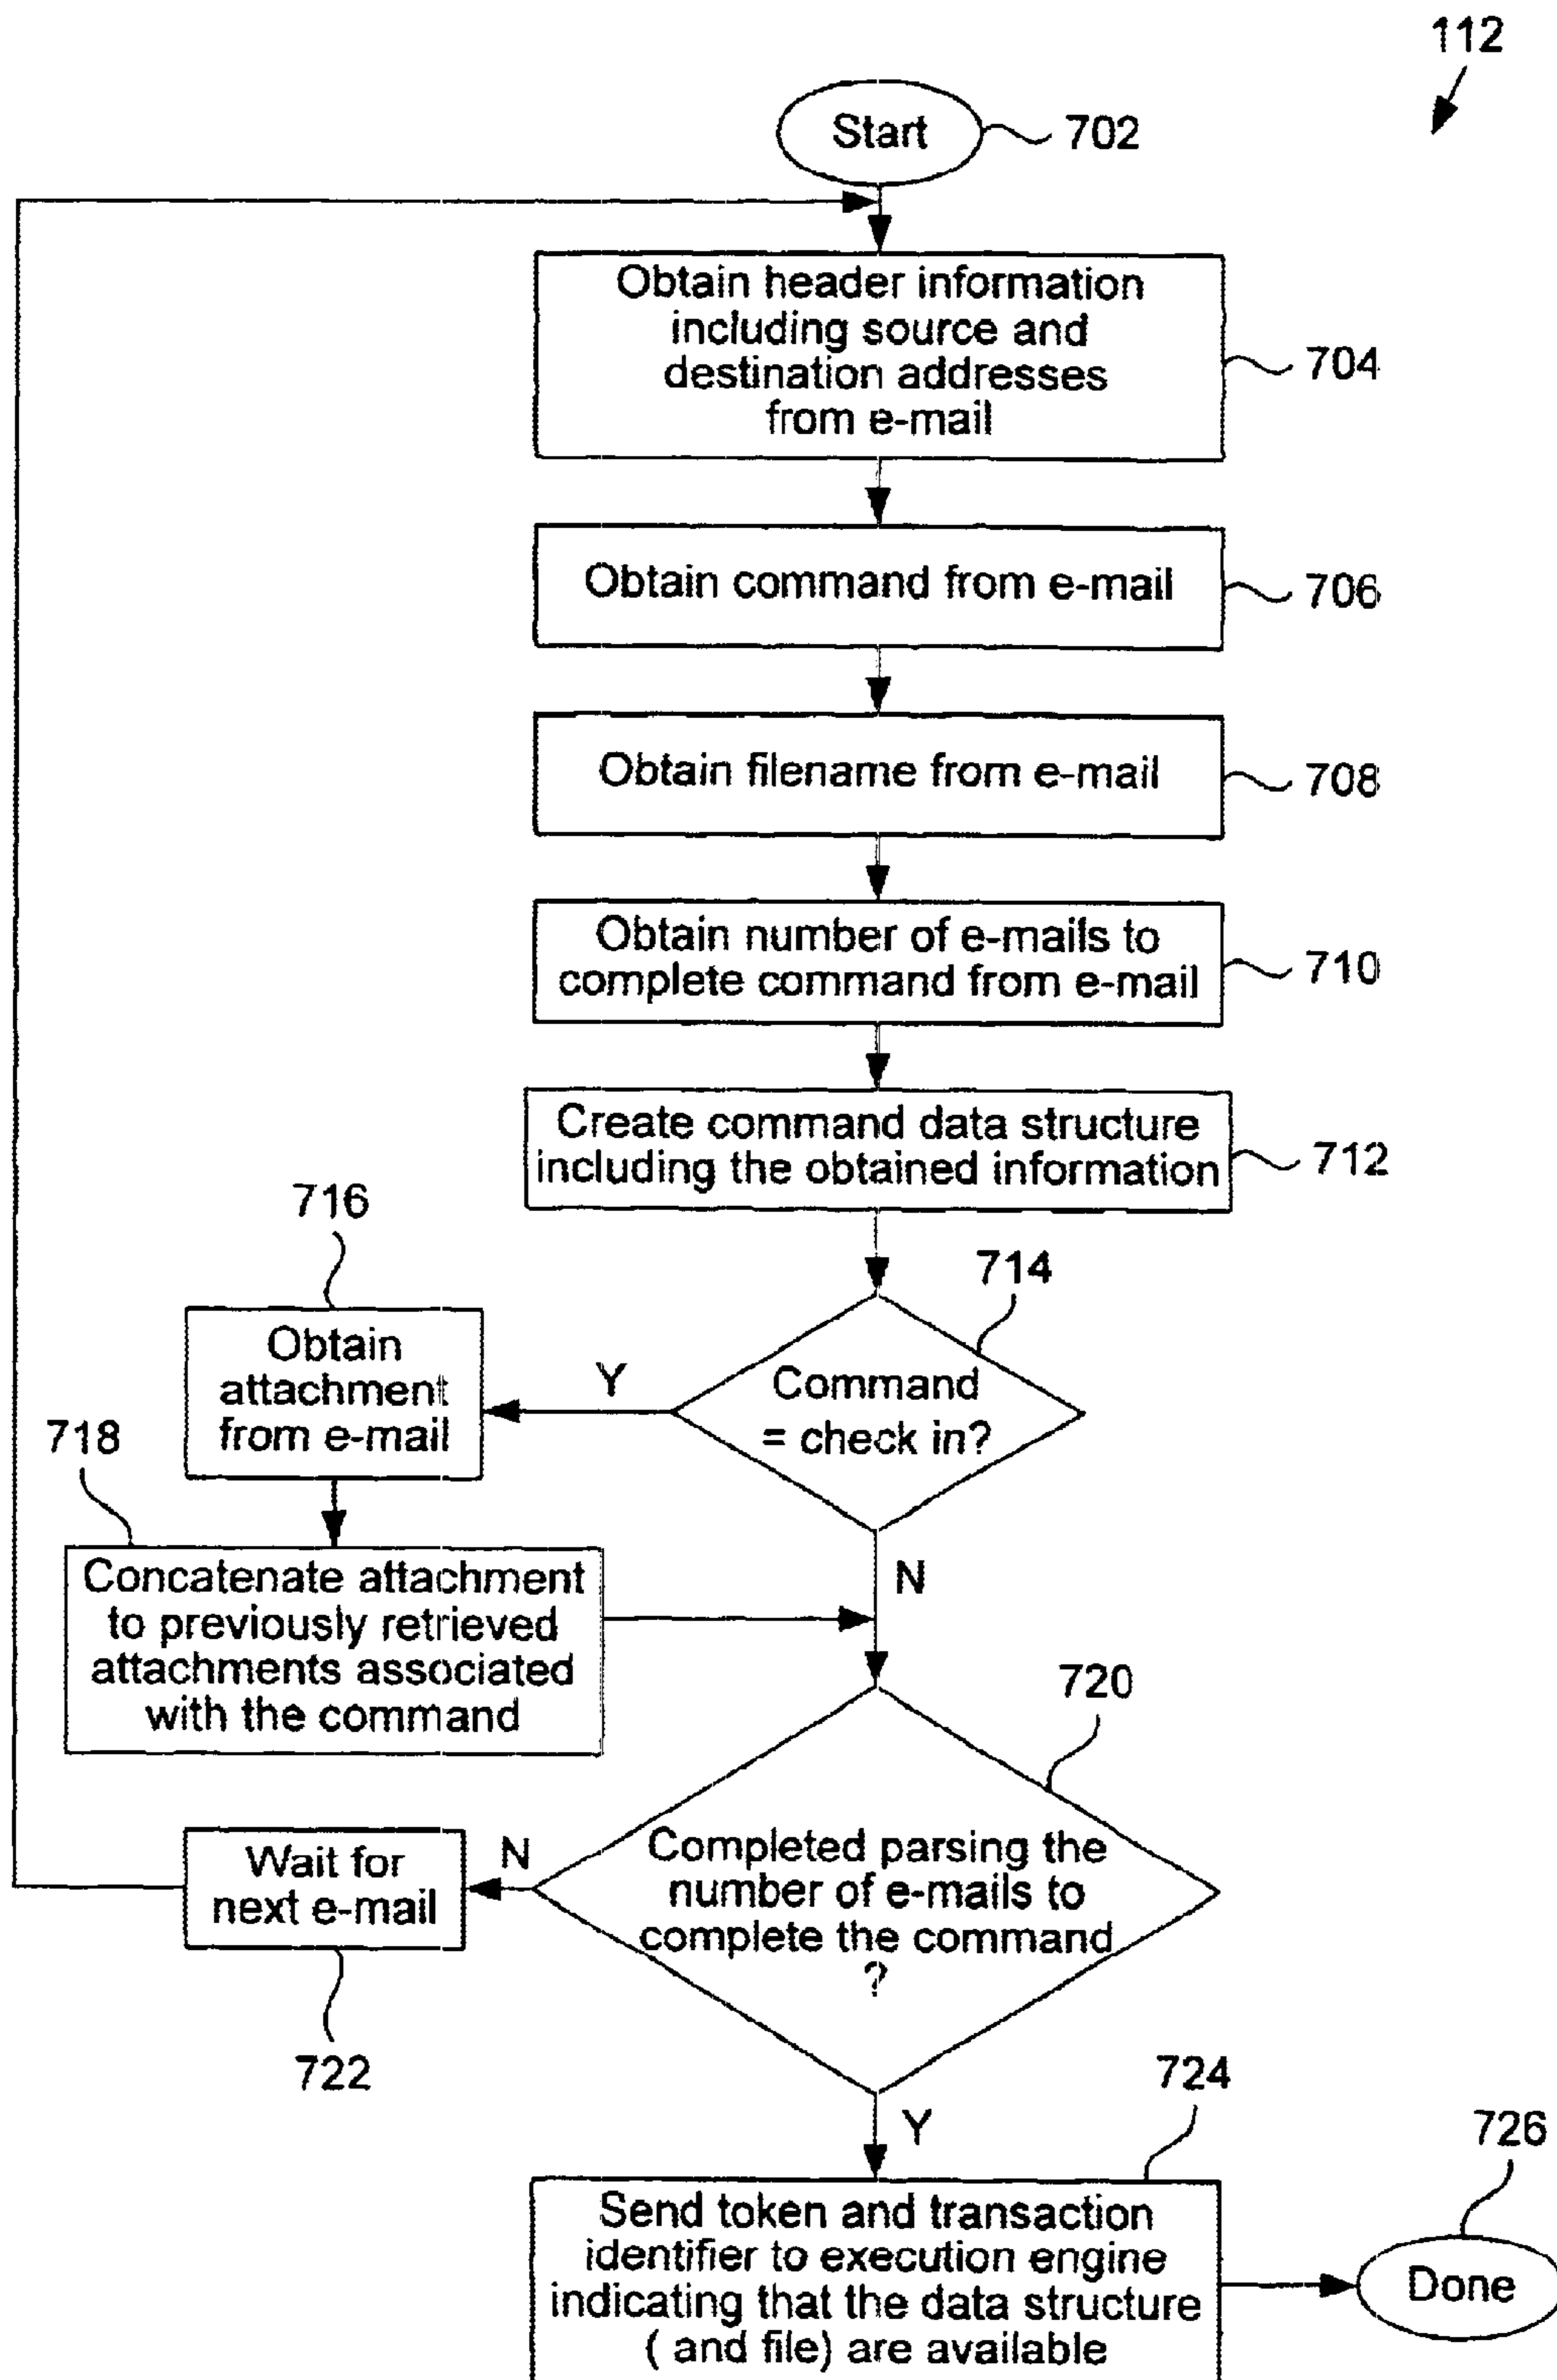 112
Start
702
Obtain header information
including source and
destination addresses
from e-mail
704
Obtain command from e-mail
706
Obtain filename from e-mail
708
Obtain number of e-mails to
complete command from e-mail
710
Create command data structure
including the obtained information
712
714
Command
= check in?
Y
716
Obtain
attachment
from e-mail
718
Concatenate attachment
to previously retrieved
attachments associated
with the command
N
720
Completed parsing the
number of e-mails to
complete the command
?
N
Wait for
next e-mail
722
Y
724
Send token and transaction
identifier to execution engine
indicating that the data structure
( and file) are available
726
Done